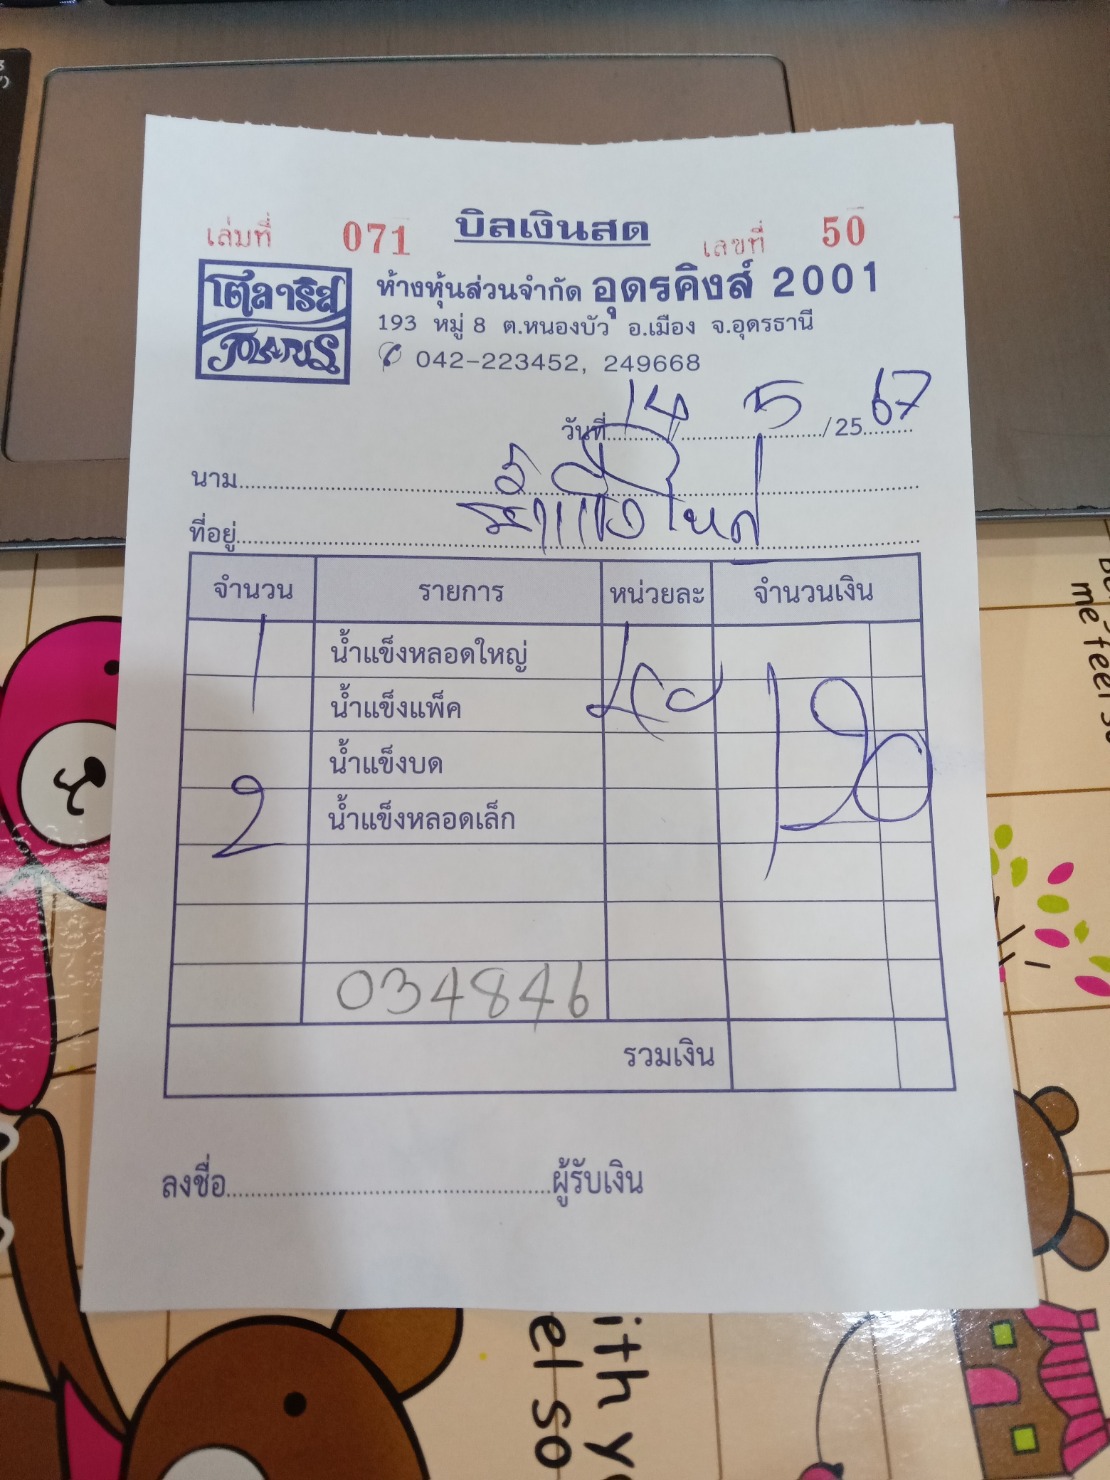 เล่มที่ 071 บิลเงินสด เลขที่ 50
โตลาริส
POLARIS
ห้างหุ้นส่วนจำกัด อุดรคิงส์ 2001
193 หมู่ 8 ต.หนองบัว อ.เมือง จ.อุดรธานี
042-223452, 249668
วันที่ 14 5 /25 67
นาม
ที่อยู่
จำนวน รายการ หน่วยละ จำนวนเงิน
1 น้ำแข็งหลอดใหญ่ 40
น้ำแข็งแพ็ค
น้ำแข็งบด
2 น้ำแข็งหลอดเล็ก 120
034846
รวมเงิน
ลงชื่อ ผู้รับเงิน
me feel so
ith y
el so